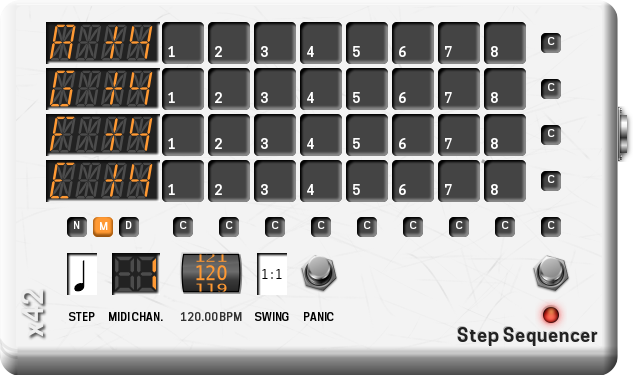 A +4 1 2 3 4 5 6 7 8 C
G +4 1 2 3 4 5 6 7 8 C
F +4 1 2 3 4 5 6 7 8 C
E +4 1 2 3 4 5 6 7 8 C
N M D C C C C C C C C C
121
1 120 1:1
119
STEP MIDI CHAN. 120.00BPM SWING PANIC
x42
Step Sequencer